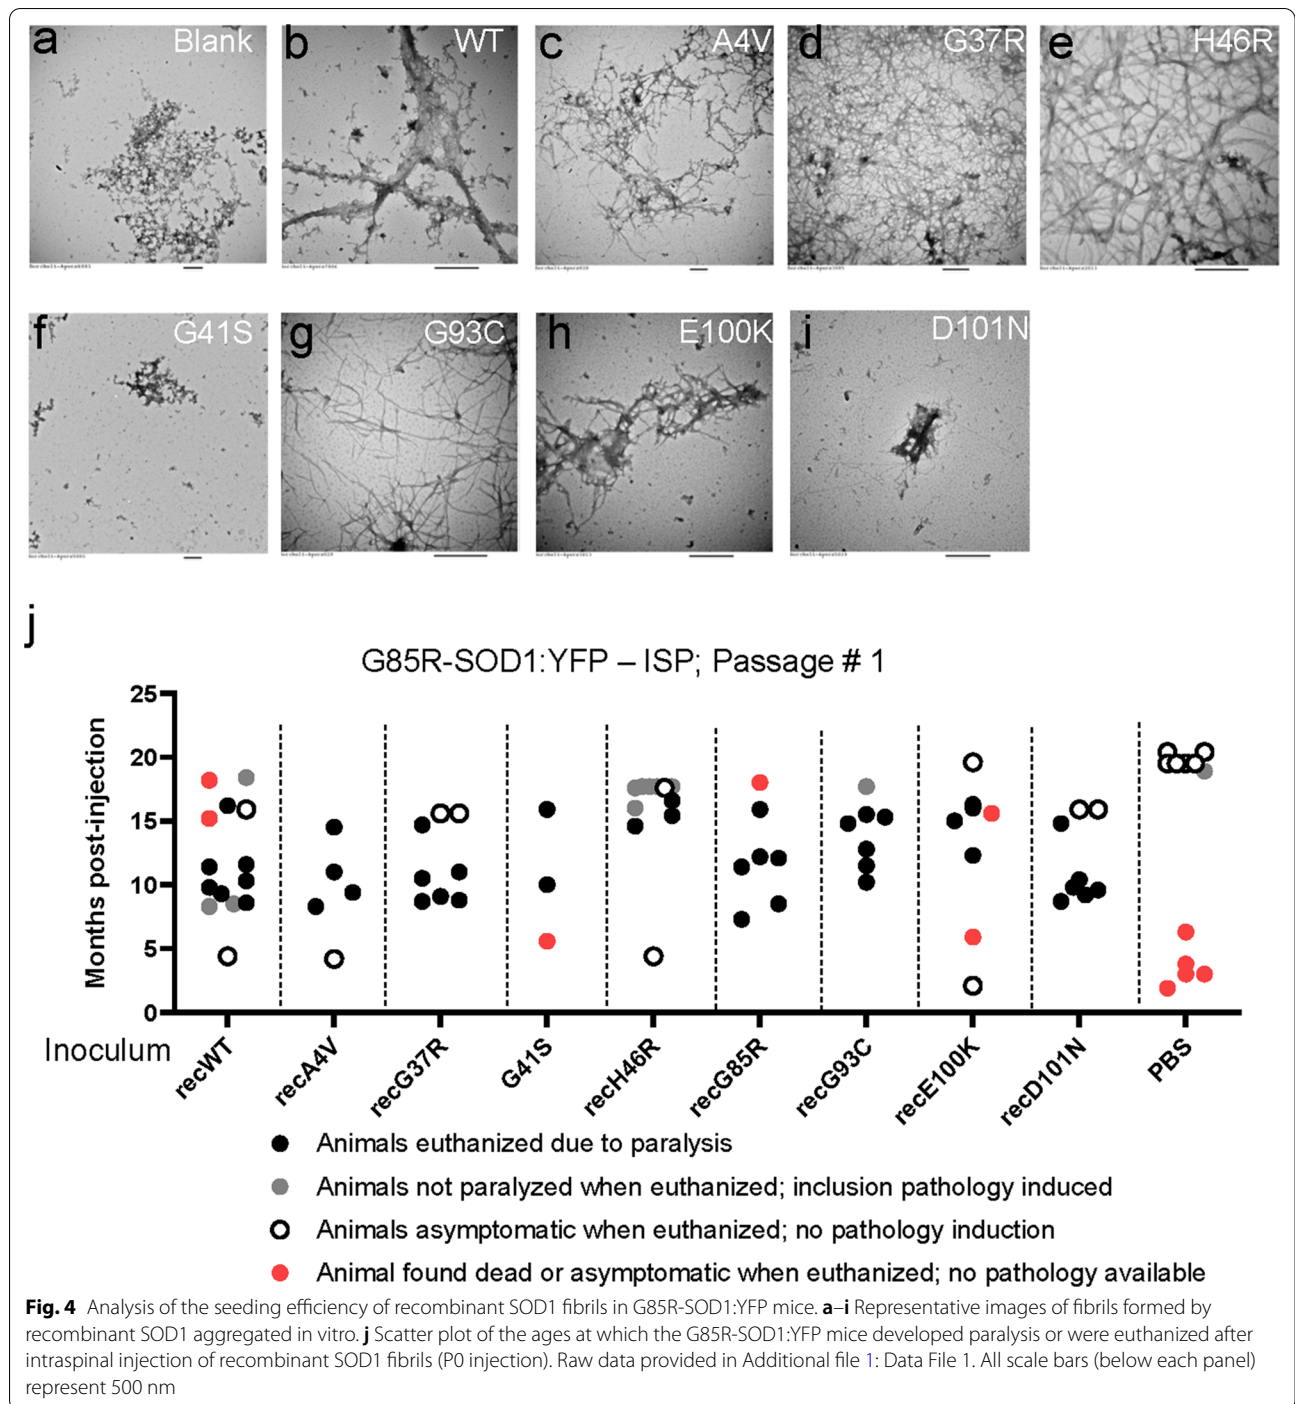 a Blank
b WT
c A4V
d G37R
e H46R
f G41S
g G93C
h E100K
i D101N
j
G85R-SOD1:YFP – ISP; Passage # 1
Months post-injection
25
20
15
10
5
0
Inoculum
recWT
recA4V
recG37R
G41S
recH46R
recG85R
recG93C
recE100K
recD101N
PBS
Animals euthanized due to paralysis
Animals not paralyzed when euthanized; inclusion pathology induced
Animals asymptomatic when euthanized; no pathology induction
Animal found dead or asymptomatic when euthanized; no pathology available
Fig. 4 Analysis of the seeding efficiency of recombinant SOD1 fibrils in G85R-SOD1:YFP mice. a–i Representative images of fibrils formed by
recombinant SOD1 aggregated in vitro. j Scatter plot of the ages at which the G85R-SOD1:YFP mice developed paralysis or were euthanized after
intraspinal injection of recombinant SOD1 fibrils (P0 injection). Raw data provided in Additional file 1: Data File 1. All scale bars (below each panel)
represent 500 nm